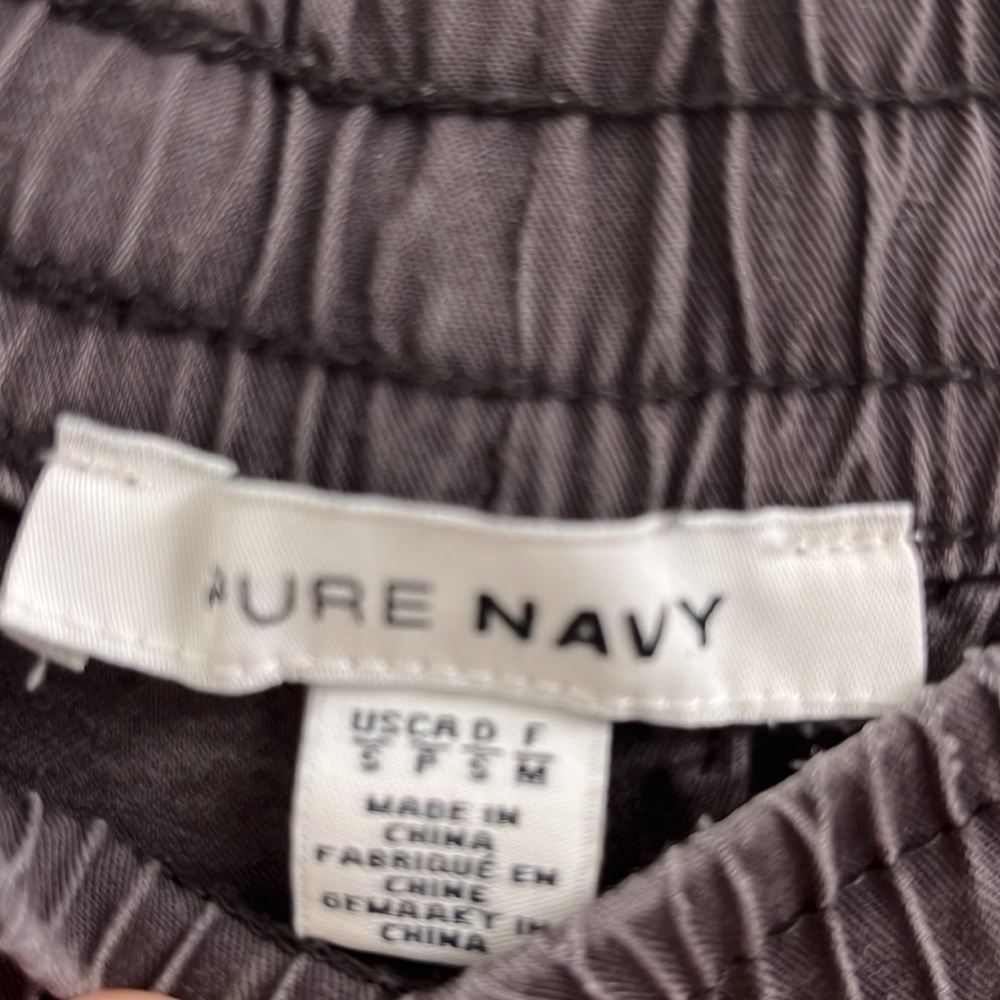 PURE NAVY
US CA D F
S P S M
MADE IN
CHINA
FABRIQUÉ EN
CHINE
GEMAAKT IN
CHINA